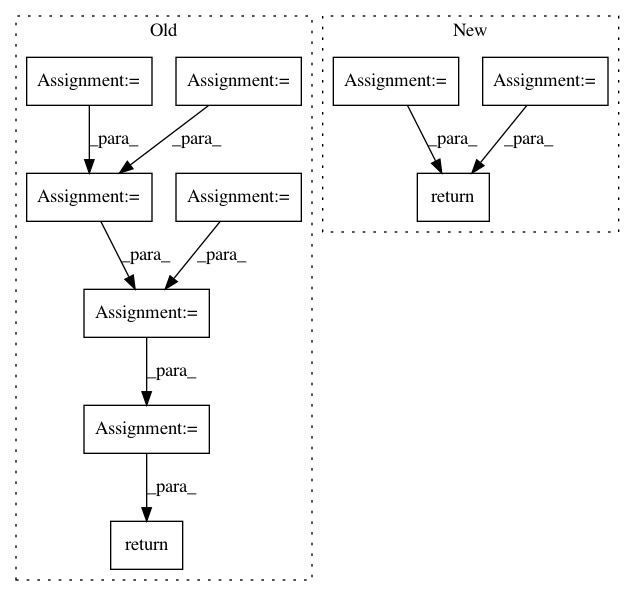 Old
New
Assignment:=
Assignment:=
Assignment:=
Assignment:=
_para_
_para_
_para_
_para_
Assignment:=
Assignment:=
return
_para_
_para_
Assignment:=
_para_
Assignment:=
_para_
return